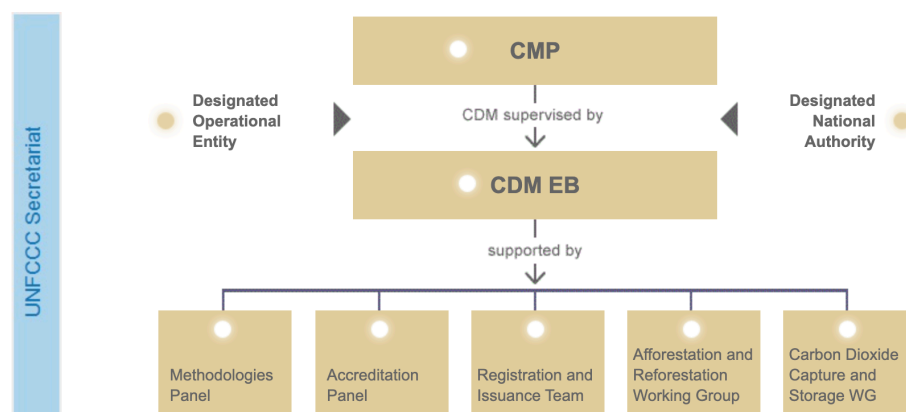 UNFCCC Secretariat
CMP
Designated
Operational
Entity
CDM supervised by
Designated
National
Authority
CDM EB
supported by
Methodologies
Panel
Accreditation
Panel
Registration and
Issuance Team
Afforestation and
Reforestation
Working Group
Carbon Dioxide
Capture and
Storage WG